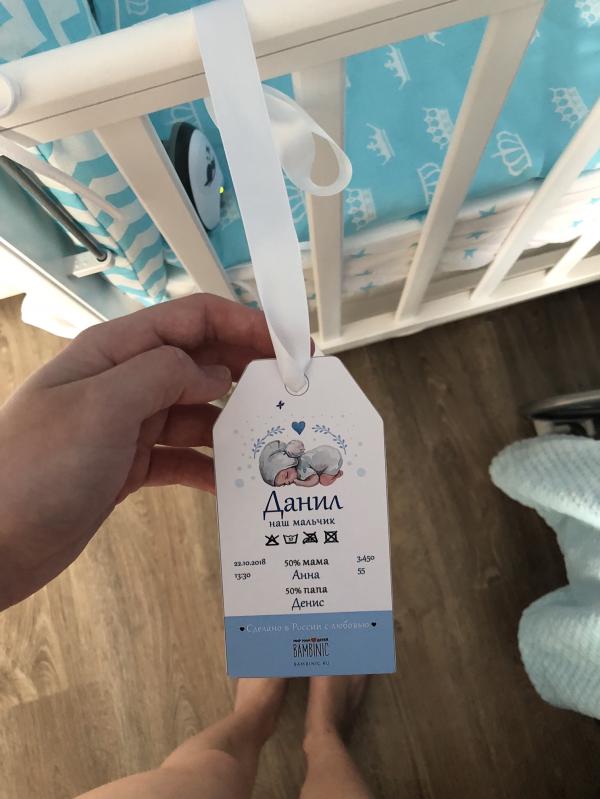 Данил
наш мальчик
22.10.2018 50% мама 3.450
13:30 Анна 55
50% папа
Денис
Сделано в России с любовью
BAMBINIC
BAMBINIC.RU